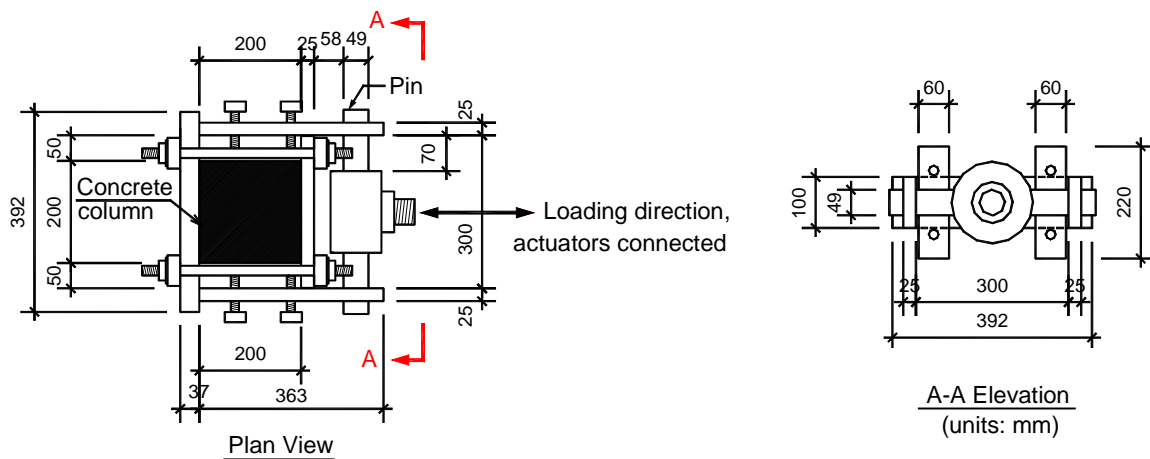 A
200
25
58
49
Pin
25
50
70
Concrete
column
392
200
300
Loading direction,
actuators connected
50
25
A
200
37
363
Plan View
60
60
100
49
220
25
300
25
392
A-A Elevation
(units: mm)